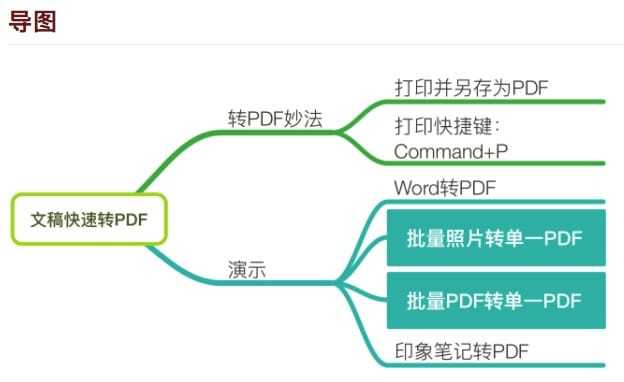 导图
打印并另存为PDF
转PDF妙法
打印快捷键：
Command+P
Word转PDF
文稿快速转PDF
批量照片转单一PDF
演示
批量PDF转单一PDF
印象笔记转PDF